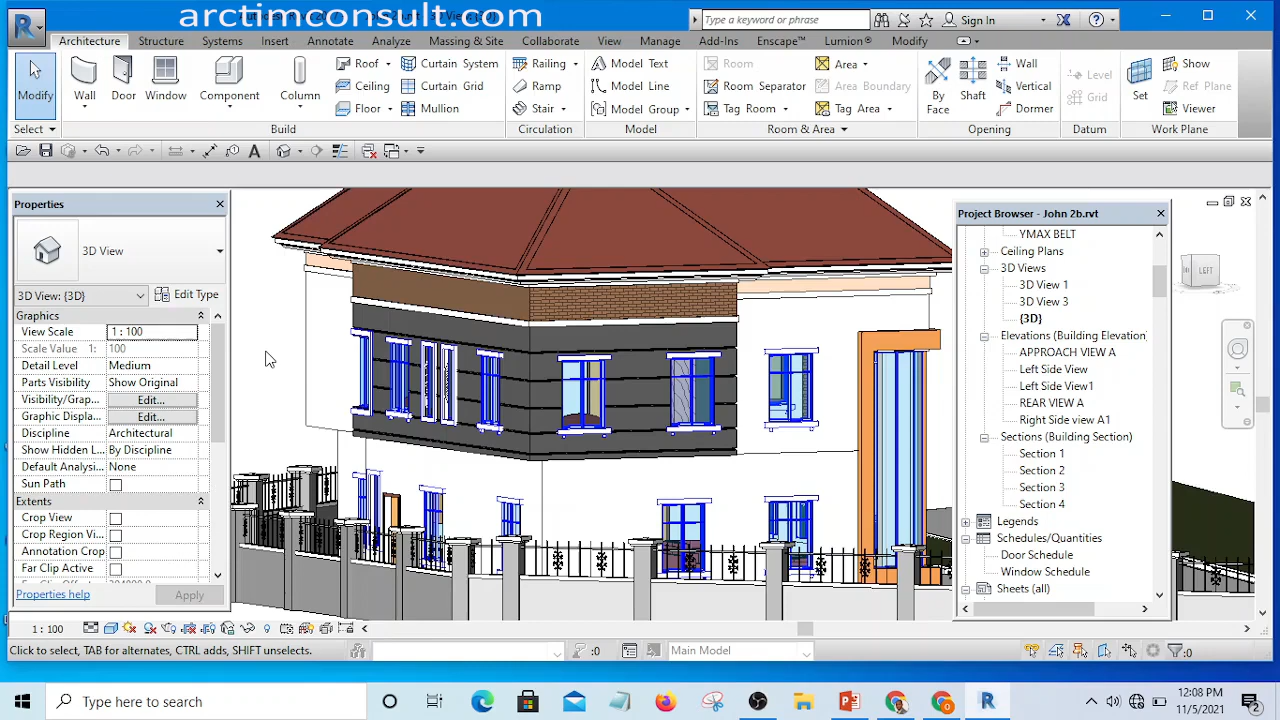 arctimconsult.com
Type a keyword or phrase
Sign In
Architecture
Structure
Systems
Insert
Annotate
Analyze
Massing & Site
Collaborate
View
Manage
Add-Ins
Enscape™
Lumion®
Modify
Modify
Wall
Door
Window
Component
Column
Roof
Ceiling
Floor
Curtain System
Curtain Grid
Mullion
Railing
Ramp
Stair
Model Text
Model Line
Model Group
Room
Room Separator
Tag Room
Area
Area Boundary
Tag Area
By Face
Shaft
Wall
Vertical
Dormer
Level
Grid
Set
Show
Ref Plane
Viewer
Select
Build
Circulation
Model
Room & Area
Opening
Datum
Work Plane
Properties
3D View
3D View: {3D}
Edit Type
Graphics
View Scale 1 : 100
Scale Value 1: 100
Detail Level Medium
Parts Visibility Show Original
Visibility/Grap... Edit...
Graphic Displa... Edit...
Discipline Architectural
Show Hidden L... By Discipline
Default Analysi... None
Sun Path
Extents
Crop View
Crop Region Vi...
Annotation Crop
Far Clip Active
Properties help
Apply
Project Browser - John 2b.rvt
YMAX BELT
Ceiling Plans
3D Views
3D View 1
3D View 3
{3D}
Elevations (Building Elevation)
APPROACH VIEW A
Left Side View
Left Side View1
REAR VIEW A
Right Side view A1
Sections (Building Section)
Section 1
Section 2
Section 3
Section 4
Legends
Schedules/Quantities
Door Schedule
Window Schedule
Sheets (all)
LEFT
1 : 100
Click to select, TAB for alternates, CTRL adds, SHIFT unselects.
:0
Main Model
:0
Type here to search
12:08 PM
11/5/2021
2